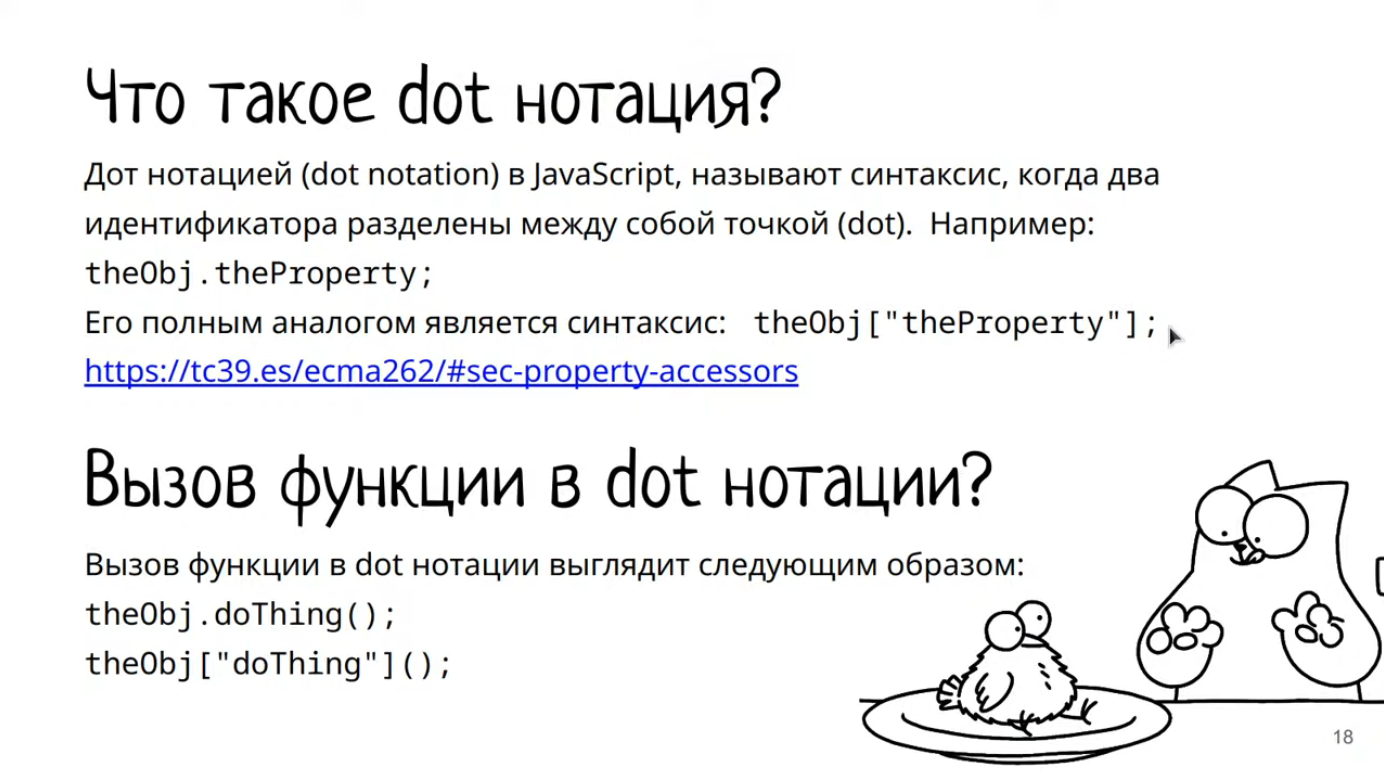 Что такое dot нотация?
Дот нотацией (dot notation) в JavaScript, называют синтаксис, когда два
идентификатора разделены между собой точкой (dot). Например:
theObj.theProperty;
Его полным аналогом является синтаксис: theObj["theProperty"];
https://tc39.es/ecma262/#sec-property-accessors
Вызов функции в dot нотации?
Вызов функции в dot нотации выглядит следующим образом:
theObj.doThing();
theObj["doThing"]();
18